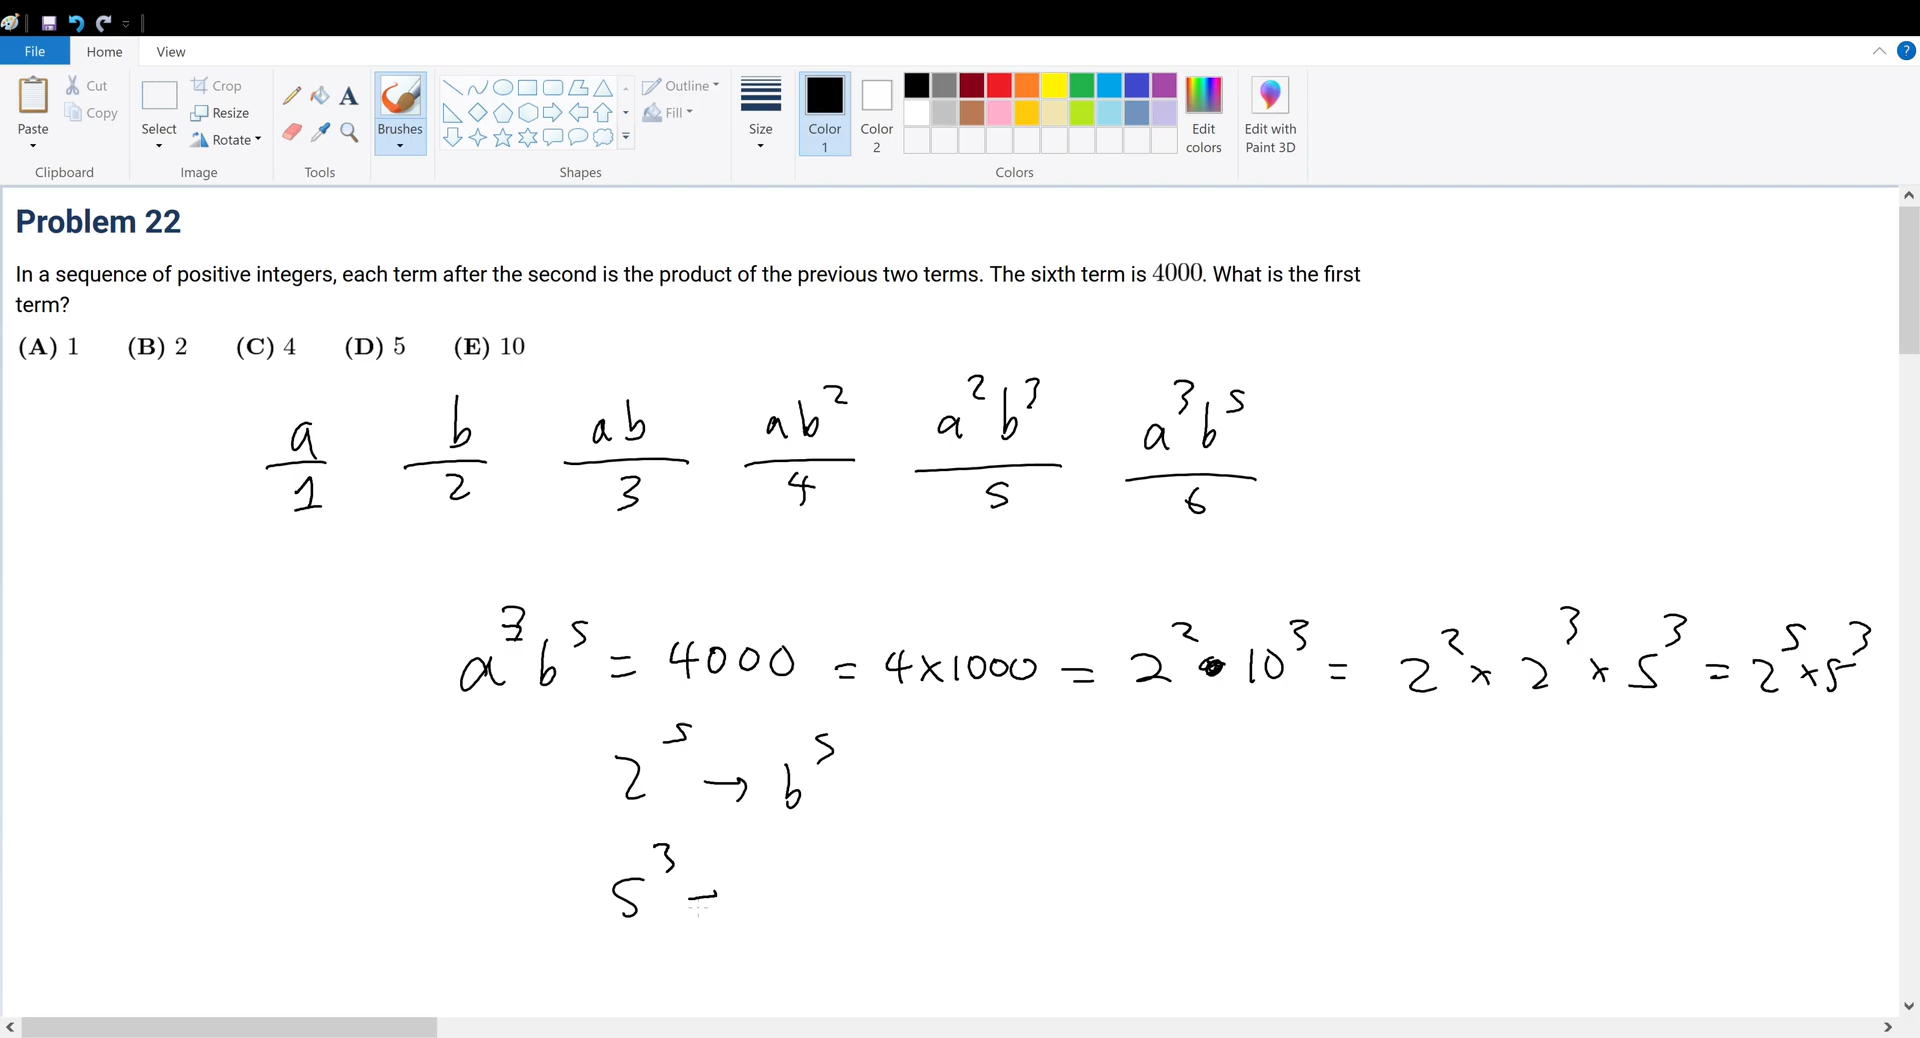 File Home View
Paste Cut Copy Select Crop Resize Rotate A Brushes Outline Fill Size Color 1 Color 2 Edit colors Edit with Paint 3D ?
Clipboard Image Tools Shapes Colors
Problem 22
In a sequence of positive integers, each term after the second is the product of the previous two terms. The sixth term is 4000. What is the first
term?
(A) 1 (B) 2 (C) 4 (D) 5 (E) 10
a b ab ab² a²b³ a³b⁵
1 2 3 4 5 6
a³b⁵ = 4000 = 4×1000 = 2² • 10³ = 2² × 2³ × 5³ = 2⁵×5³
2⁵ → b⁵
5³ –